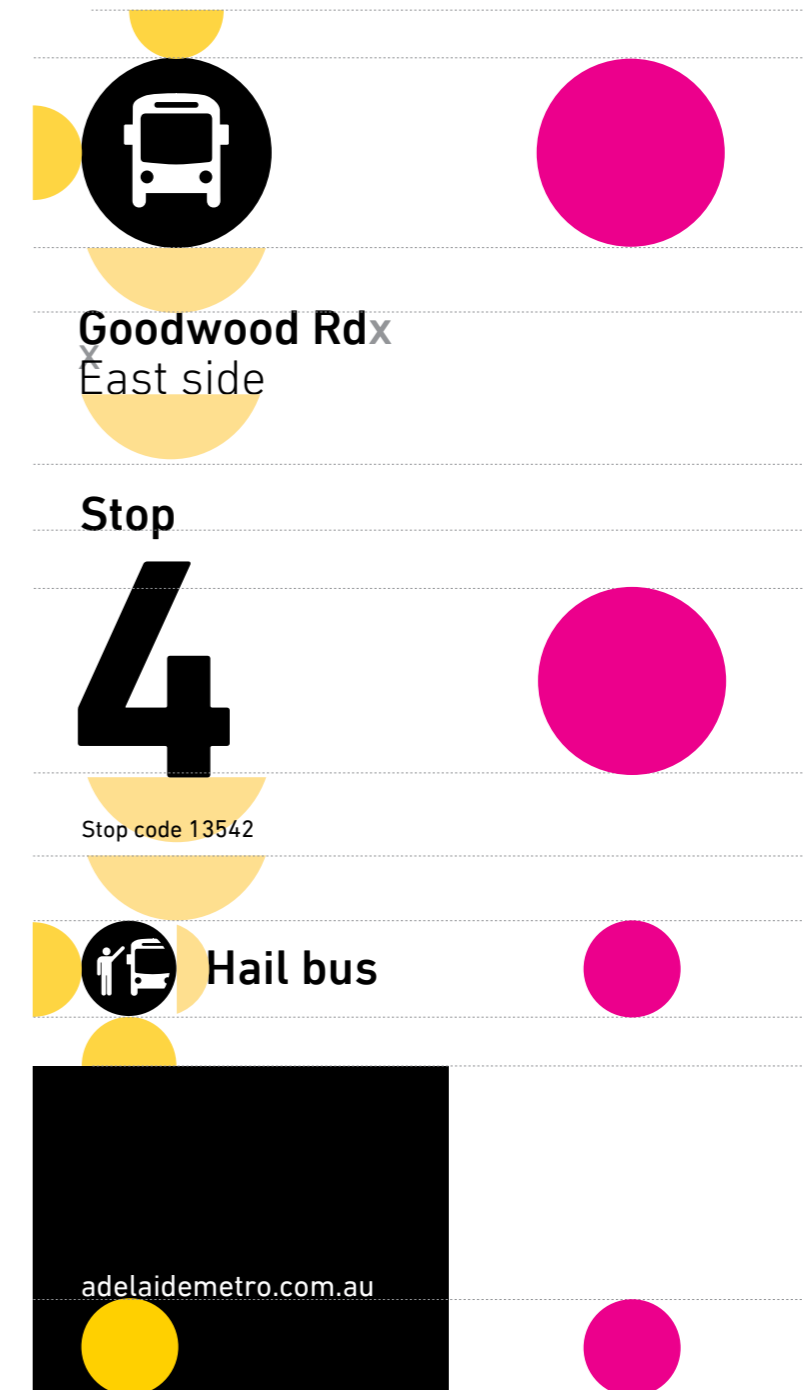 Goodwood Rdx
x
East side
Stop
4
Stop code 13542
Hail bus
adelaidemetro.com.au